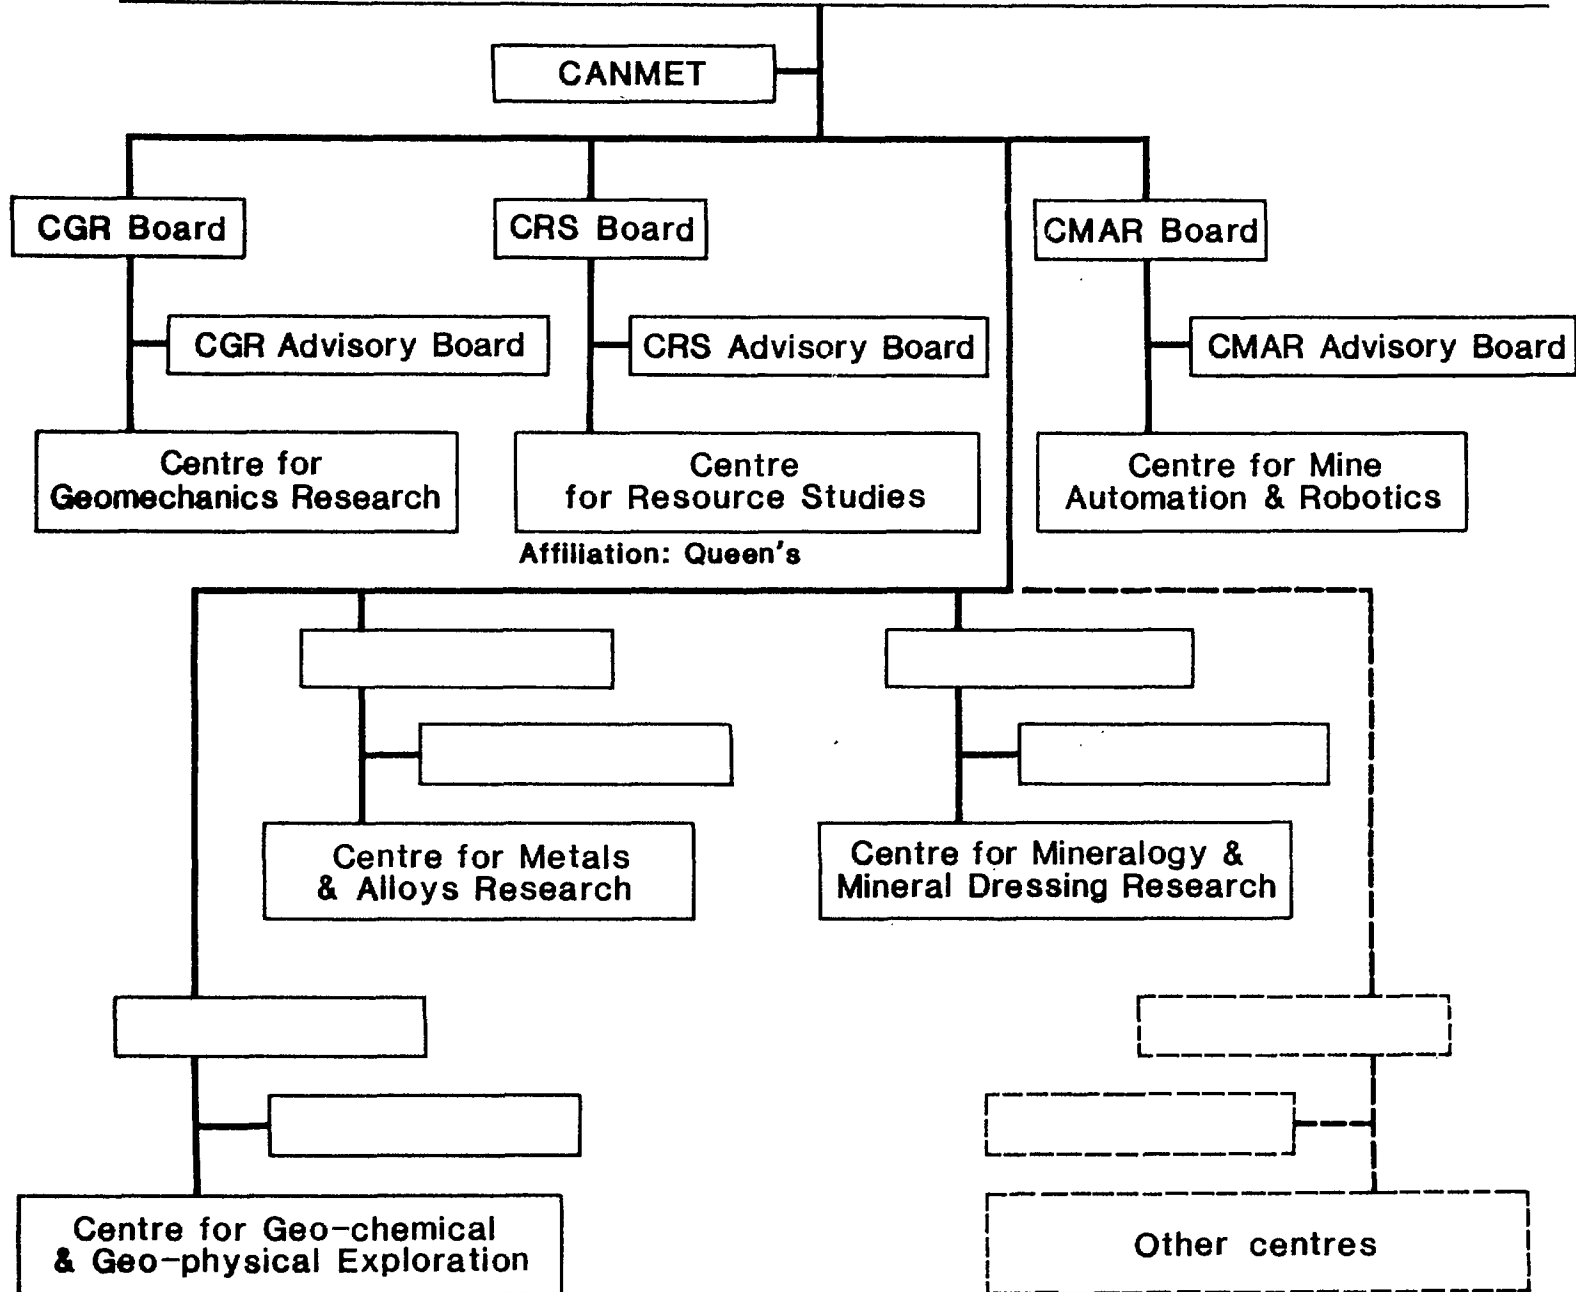 CANMET
CGR Board
CRS Board
CMAR Board
CGR Advisory Board
CRS Advisory Board
CMAR Advisory Board
Centre for
Geomechanics Research
Centre
for Resource Studies
Centre for Mine
Automation & Robotics
Affiliation: Queen's
Centre for Metals
& Alloys Research
Centre for Mineralogy &
Mineral Dressing Research
Centre for Geo-chemical
& Geo-physical Exploration
Other centres